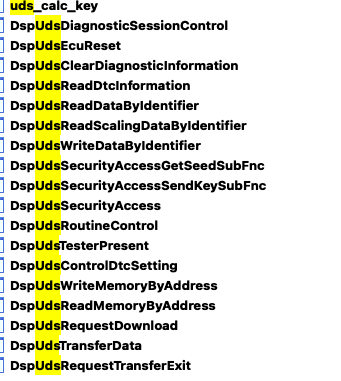 uds_calc_key
DspUdsDiagnosticSessionControl
DspUdsEcuReset
DspUdsClearDiagnosticInformation
DspUdsReadDtcInformation
DspUdsReadDataByIdentifier
DspUdsReadScalingDataByIdentifier
DspUdsWriteDataByIdentifier
DspUdsSecurityAccessGetSeedSubFnc
DspUdsSecurityAccessSendKeySubFnc
DspUdsSecurityAccess
DspUdsRoutineControl
DspUdsTesterPresent
DspUdsControlDtcSetting
DspUdsWriteMemoryByAddress
DspUdsReadMemoryByAddress
DspUdsRequestDownload
DspUdsTransferData
DspUdsRequestTransferExit